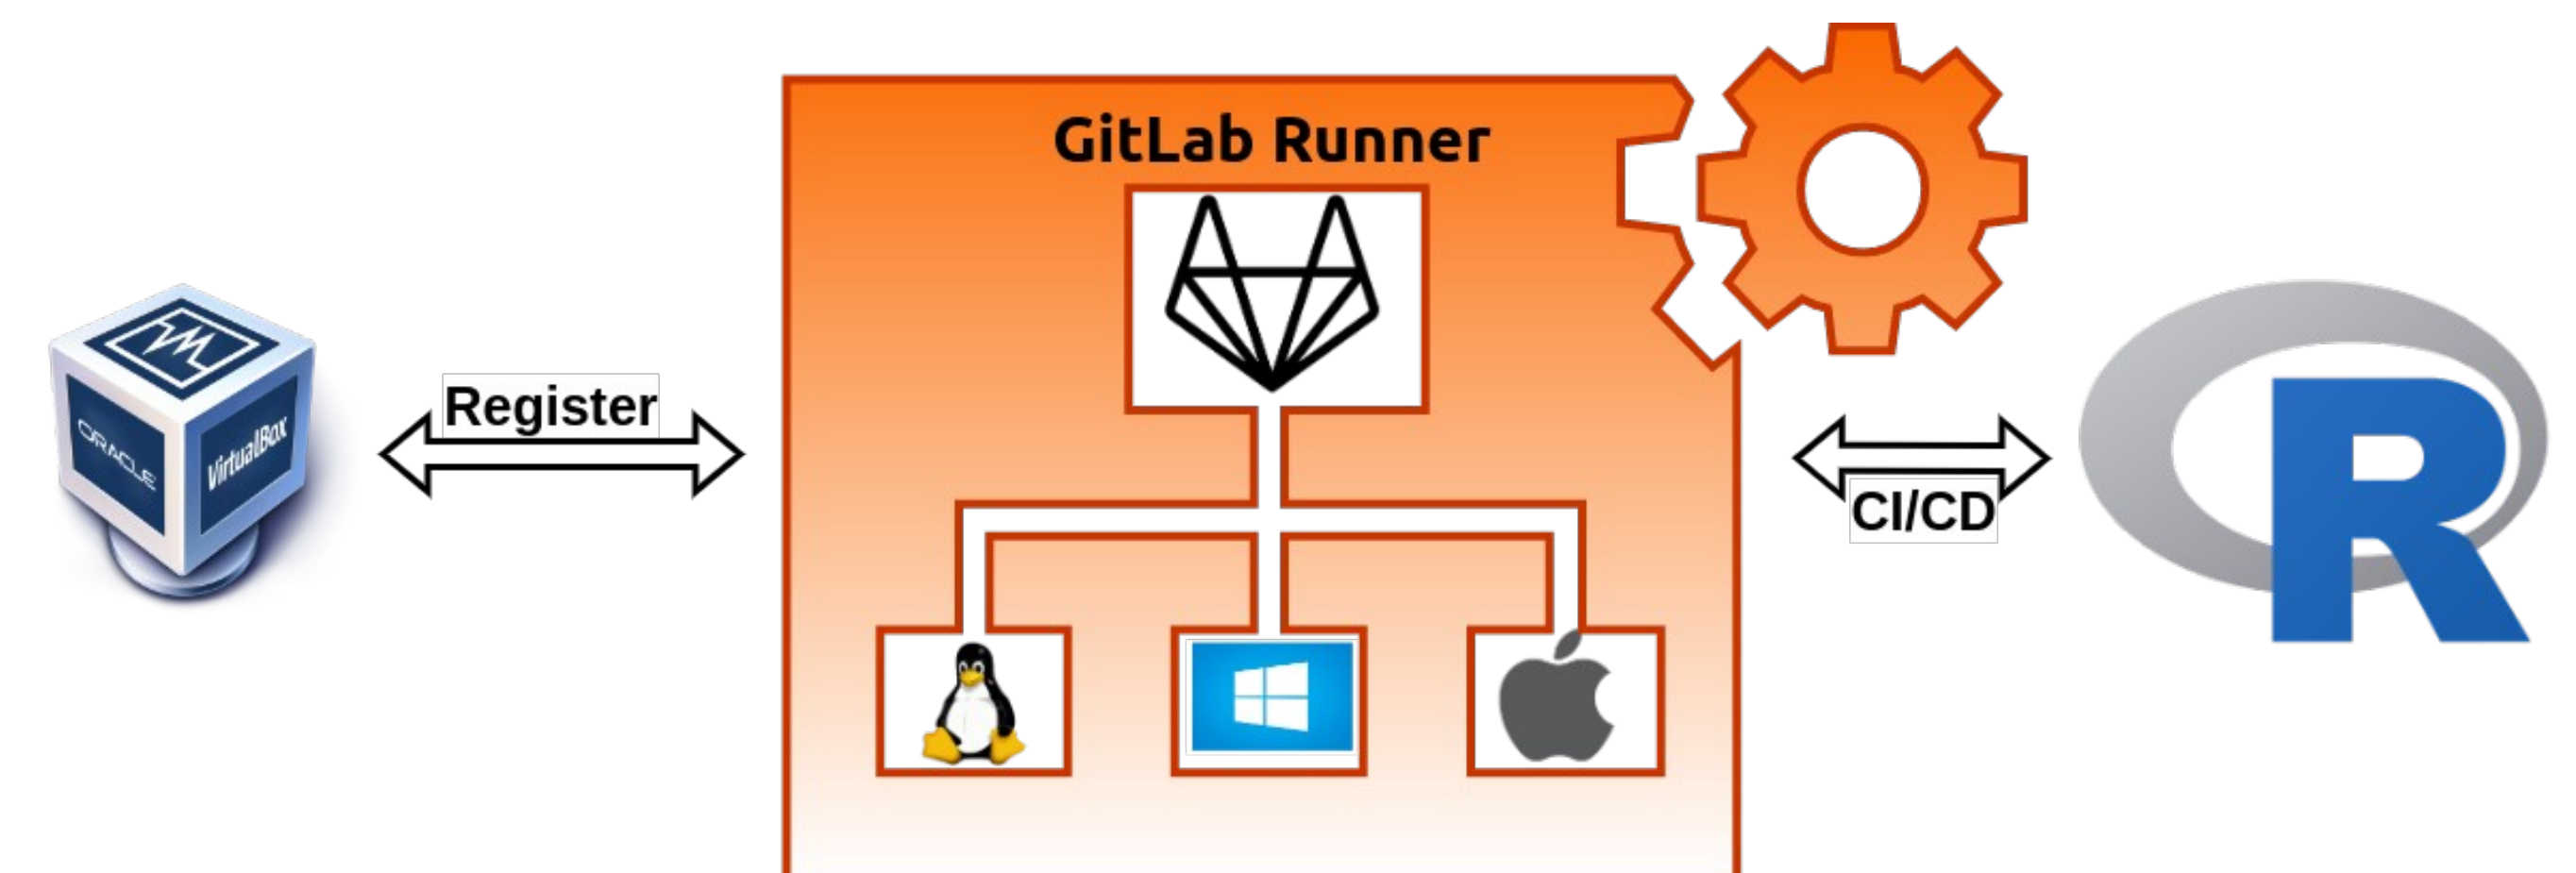 GitLab Runner
Register
ORACLE
VirtualBox
CI/CD
R